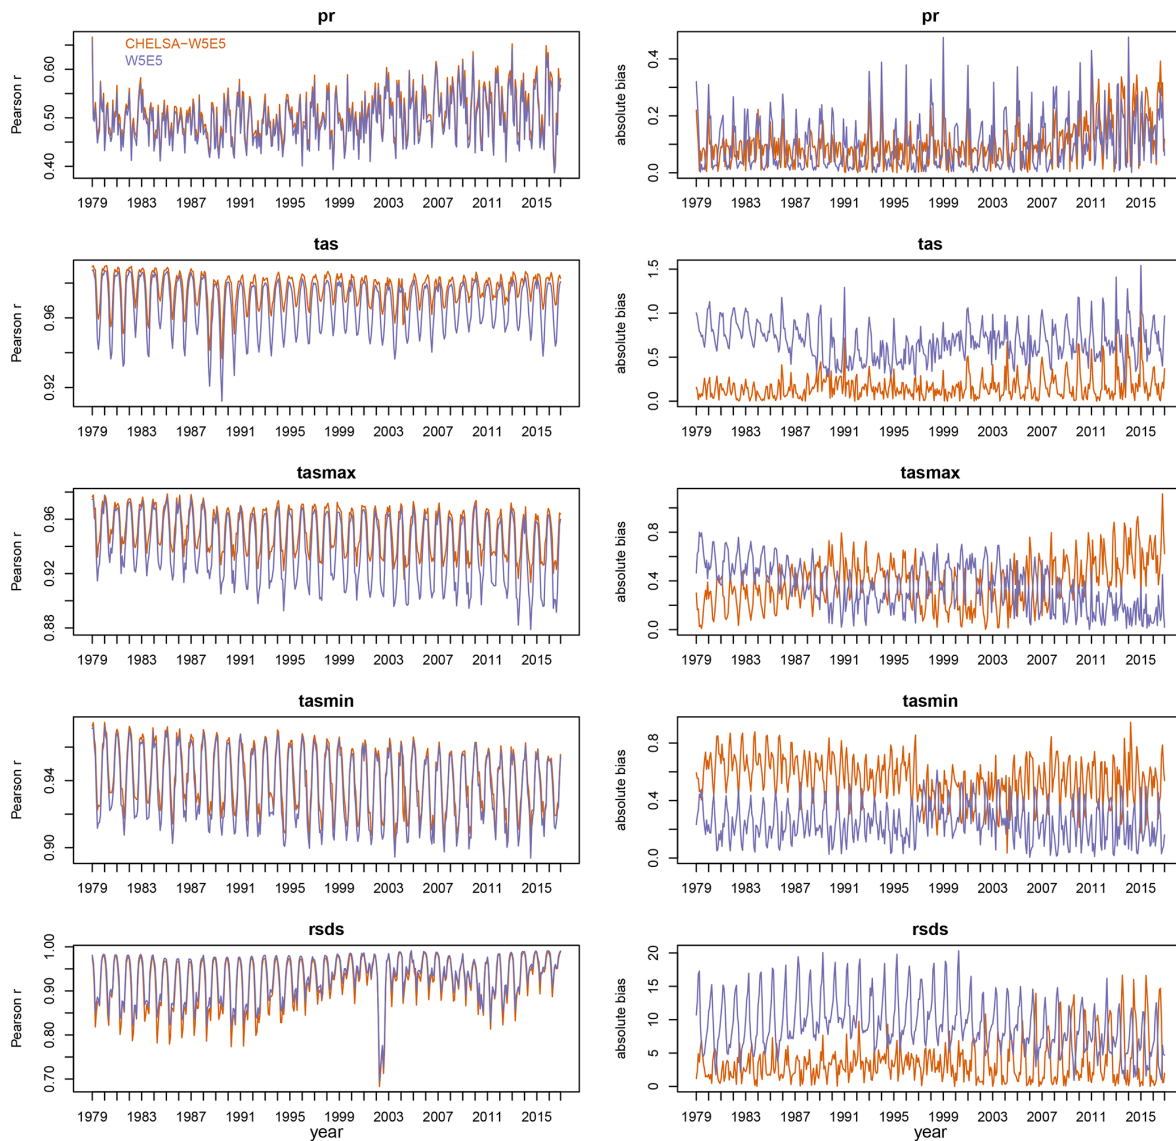 pr
CHELSA−W5E5
W5E5
Pearson r
0.40 0.50 0.60
1979 1983 1987 1991 1995 1999 2003 2007 2011 2015
pr
absolute bias
0.0 0.2 0.4
1979 1983 1987 1991 1995 1999 2003 2007 2011 2015
tas
Pearson r
0.92 0.96
1979 1983 1987 1991 1995 1999 2003 2007 2011 2015
tas
absolute bias
0.0 0.5 1.0 1.5
1979 1983 1987 1991 1995 1999 2003 2007 2011 2015
tasmax
Pearson r
0.88 0.92 0.96
1979 1983 1987 1991 1995 1999 2003 2007 2011 2015
tasmax
absolute bias
0.0 0.4 0.8
1979 1983 1987 1991 1995 1999 2003 2007 2011 2015
tasmin
Pearson r
0.90 0.94
1979 1983 1987 1991 1995 1999 2003 2007 2011 2015
tasmin
absolute bias
0.0 0.4 0.8
1979 1983 1987 1991 1995 1999 2003 2007 2011 2015
rsds
Pearson r
0.70 0.80 0.90 1.00
1979 1983 1987 1991 1995 1999 2003 2007 2011 2015
year
rsds
absolute bias
0 5 10 15 20
1979 1983 1987 1991 1995 1999 2003 2007 2011 2015
year